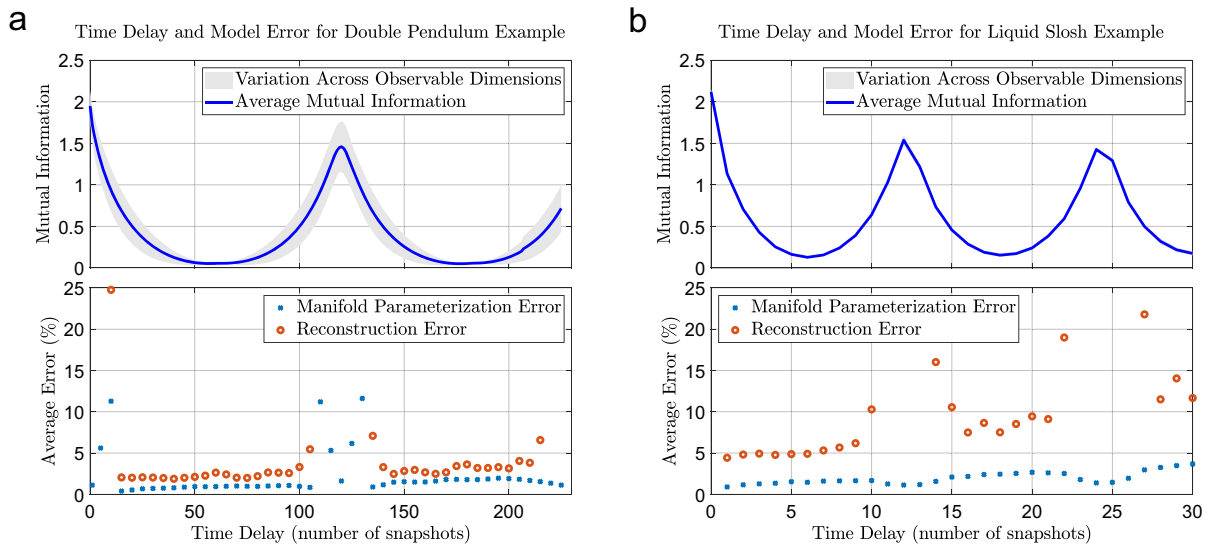 a
Time Delay and Model Error for Double Pendulum Example
2.5
2
1.5
1
0.5
0
Mutual Information
Variation Across Observable Dimensions
Average Mutual Information
25
20
15
10
5
0
Average Error (%)
Manifold Parameterization Error
Reconstruction Error
0 50 100 150 200
Time Delay (number of snapshots)
b
Time Delay and Model Error for Liquid Slosh Example
2.5
2
1.5
1
0.5
0
Mutual Information
Variation Across Observable Dimensions
Average Mutual Information
25
20
15
10
5
0
Average Error (%)
Manifold Parameterization Error
Reconstruction Error
0 5 10 15 20 25 30
Time Delay (number of snapshots)